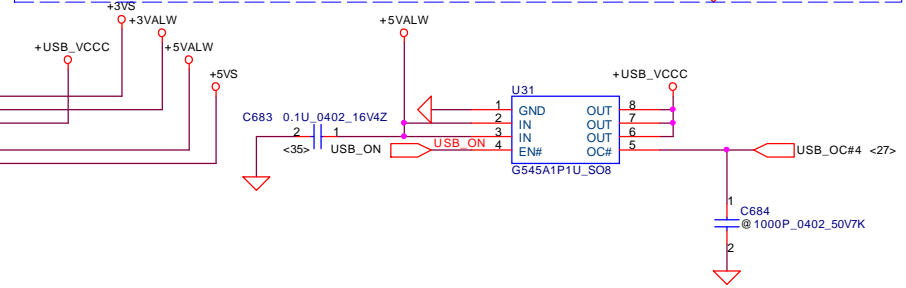 +3VS
+3VALW
+5VALW
+USB_VCCC
+5VALW
+5VS
+USB_VCCC
U31
C683 0.1U_0402_16V4Z
1 GND OUT 8
2 IN OUT 7
3 IN OUT 6
4 EN# OC# 5
2 1
<35> USB_ON USB_ON
USB_OC#4 <27>
G545A1P1U_SO8
1
C684
@1000P_0402_50V7K
2